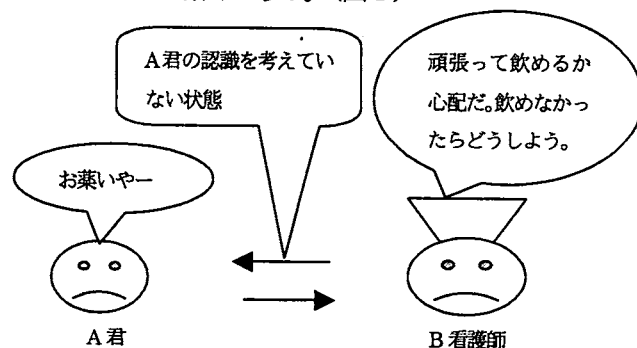 A君の認識を考えてい
ない状態
頑張って飲めるか
心配だ。飲めなかっ
たらどうしよう。
お薬いやー
A君
B看護師